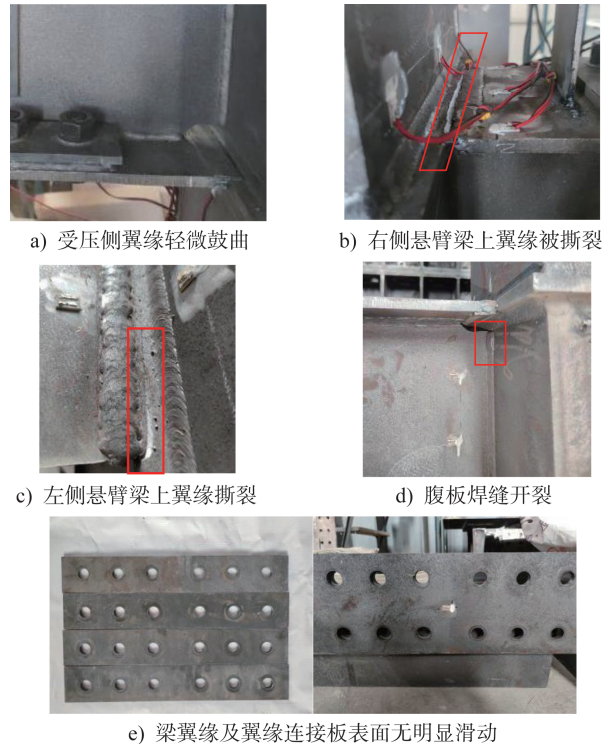 a) 受压侧翼缘轻微鼓曲
b) 右侧悬臂梁上翼缘被撕裂
c) 左侧悬臂梁上翼缘撕裂
d) 腹板焊缝开裂
e) 梁翼缘及翼缘连接板表面无明显滑动